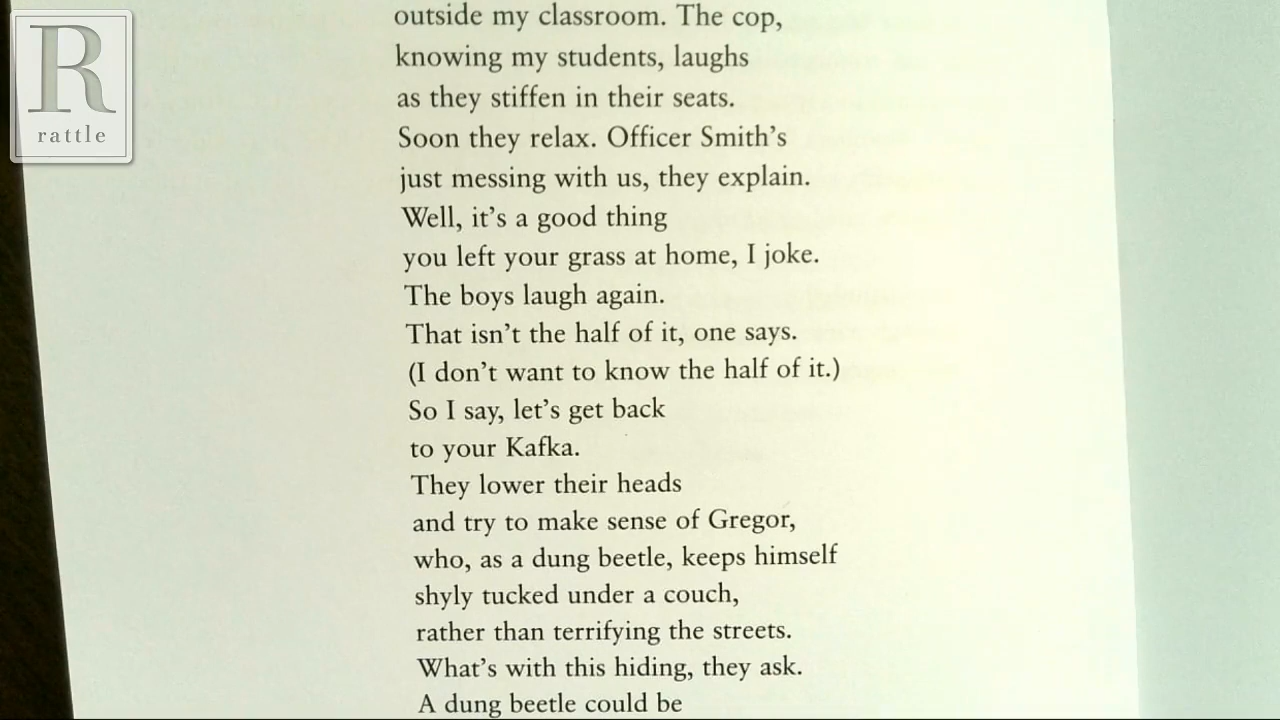 R
rattle
outside my classroom. The cop,
knowing my students, laughs
as they stiffen in their seats.
Soon they relax. Officer Smith's
just messing with us, they explain.
Well, it's a good thing
you left your grass at home, I joke.
The boys laugh again.
That isn't the half of it, one says.
(I don't want to know the half of it.)
So I say, let's get back
to your Kafka.
They lower their heads
and try to make sense of Gregor,
who, as a dung beetle, keeps himself
shyly tucked under a couch,
rather than terrifying the streets.
What's with this hiding, they ask.
A dung beetle could be